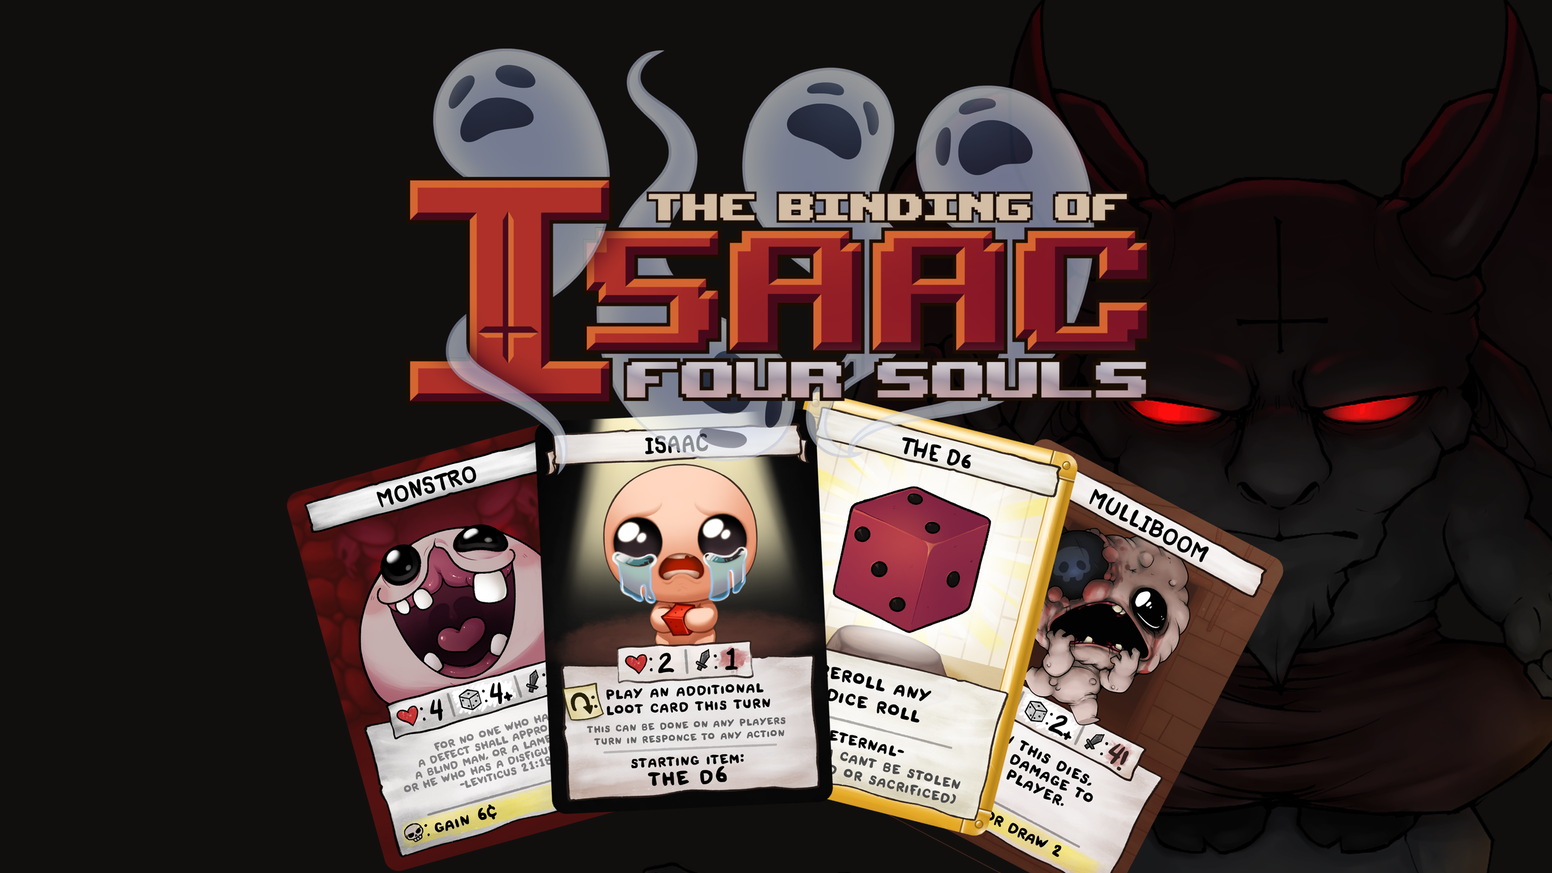 THE BINDING OF
ISAAC
FOUR SOULS
MONSTRO
4
4+
FOR NO ONE WHO HA
A DEFECT SHALL APPRO
A BLIND MAN, OR A LAME
OR HE WHO HAS A DISFIGU
-LEVITICUS 21:18
: GAIN 6¢
ISAAC
:2 :1
PLAY AN ADDITIONAL
LOOT CARD THIS TURN
THIS CAN BE DONE ON ANY PLAYERS
TURN IN RESPONCE TO ANY ACTION
STARTING ITEM:
THE D6
THE D6
EROLL ANY
DICE ROLL
ETERNAL-
CANT BE STOLEN
D OR SACRIFICED)
MULLIBOOM
:2+ :4!
THIS DIES,
DAMAGE TO
PLAYER.
OR DRAW 2